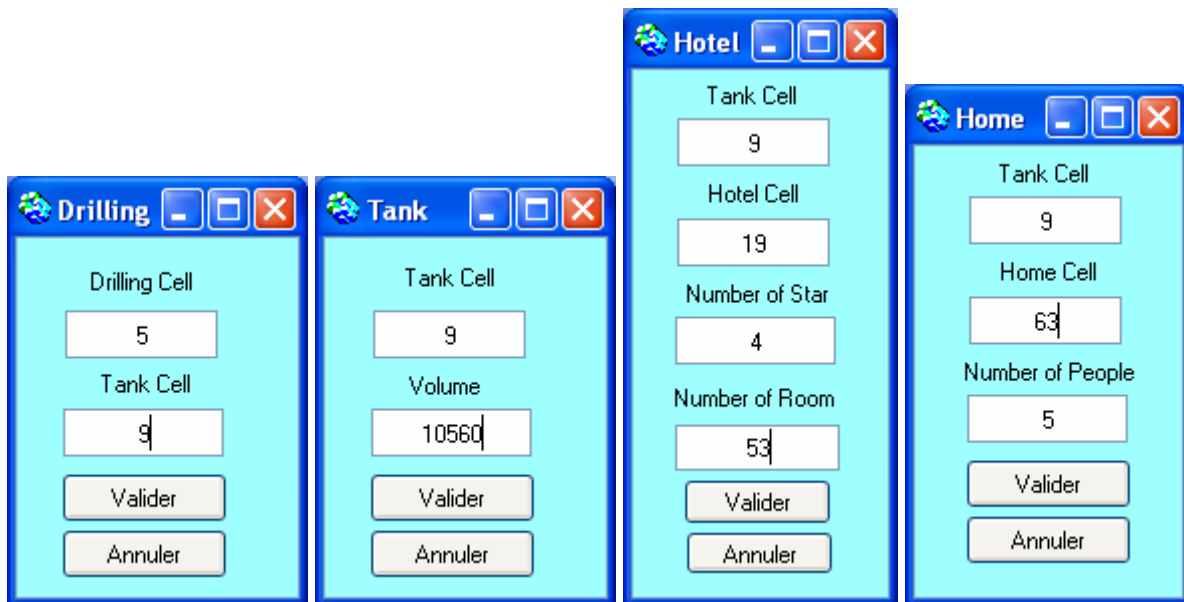 Drilling
Drilling Cell
5
Tank Cell
9
Valider
Annuler
Tank
Tank Cell
9
Volume
10560
Valider
Annuler
Hotel
Tank Cell
9
Hotel Cell
19
Number of Star
4
Number of Room
53
Valider
Annuler
Home
Tank Cell
9
Home Cell
63
Number of People
5
Valider
Annuler